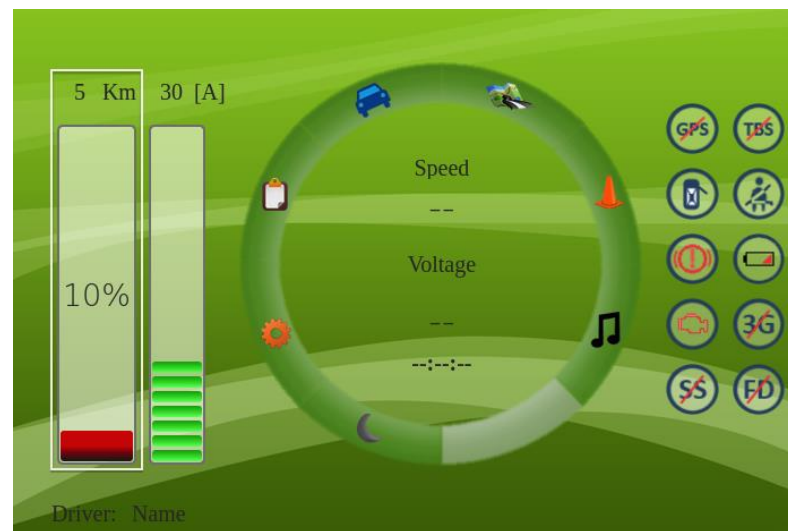 5 Km 30 [A]
10%
Speed
--
Voltage
--
--:--:--
GPS TBS
3G
SS FD
Driver: Name